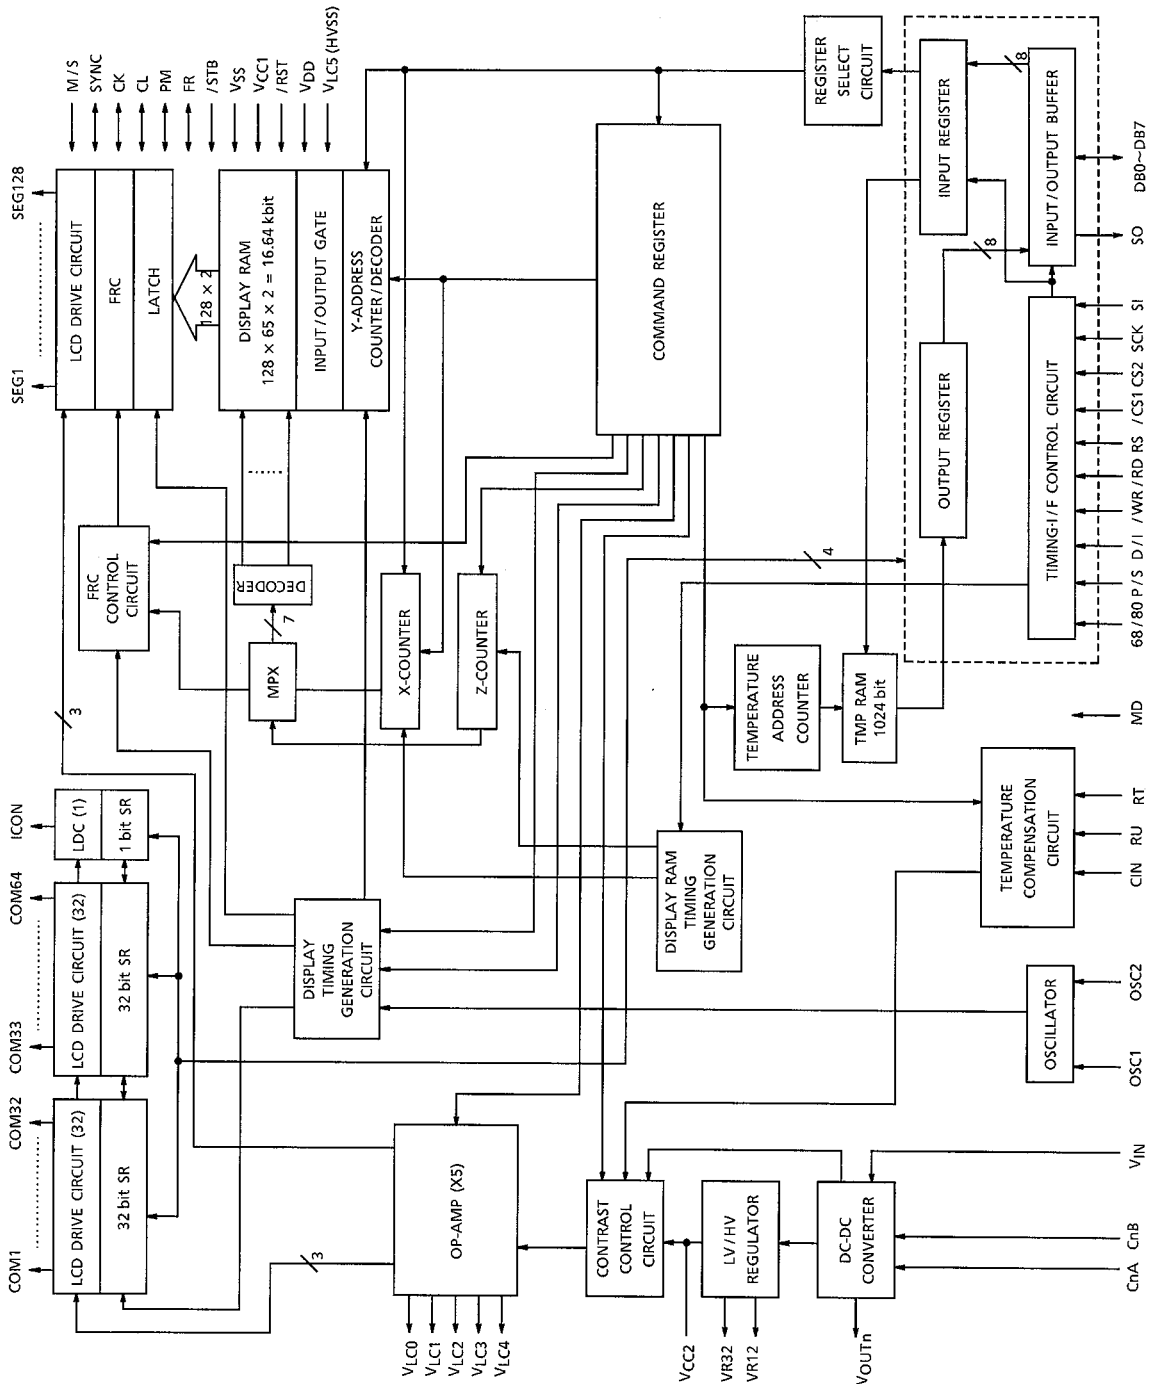 COM1
COM32
COM33
COM64
ICON
SEG1
SEG128
M/S
SYNC
CK
CL
PM
FR
/STB
VSS
VCC1
/RST
VDD
VLC5 (HVSS)
LCD DRIVE CIRCUIT (32)
32 bit SR
LCD DRIVE CIRCUIT (32)
32 bit SR
LDC (1)
1 bit SR
3
FRC
CONTROL
CIRCUIT
LCD DRIVE CIRCUIT
FRC
LATCH
128 × 2
DISPLAY RAM
128 × 65 × 2 = 16.64 kbit
INPUT/OUTPUT GATE
Y-ADDRESS
COUNTER/DECODER
DECODER
7
MPX
X-COUNTER
Z-COUNTER
DISPLAY
TIMING
GENERATION
CIRCUIT
3
OP-AMP (X5)
VLC0
VLC1
VLC2
VLC3
VLC4
CONTRAST
CONTROL
CIRCUIT
VCC2
LV/HV
REGULATOR
VR32
VR12
DC-DC
CONVERTER
VOUTn
DISPLAY RAM
TIMING
GENERATION
CIRCUIT
COMMAND REGISTER
REGISTER
SELECT
CIRCUIT
TEMPERATURE
ADDRESS
COUNTER
TMP RAM
1024 bit
4
OUTPUT REGISTER
INPUT REGISTER
8
8
TIMING·I/F CONTROL CIRCUIT
INPUT/OUTPUT BUFFER
OSCILLATOR
TEMPERATURE
COMPENSATION
CIRCUIT
CnA
CnB
VIN
OSC1
OSC2
CIN
RU
RT
MD
68/80
P/S
D/I
/WR
/RD
RS
/CS1
CS2
SCK
SI
SO
DB0~DB7